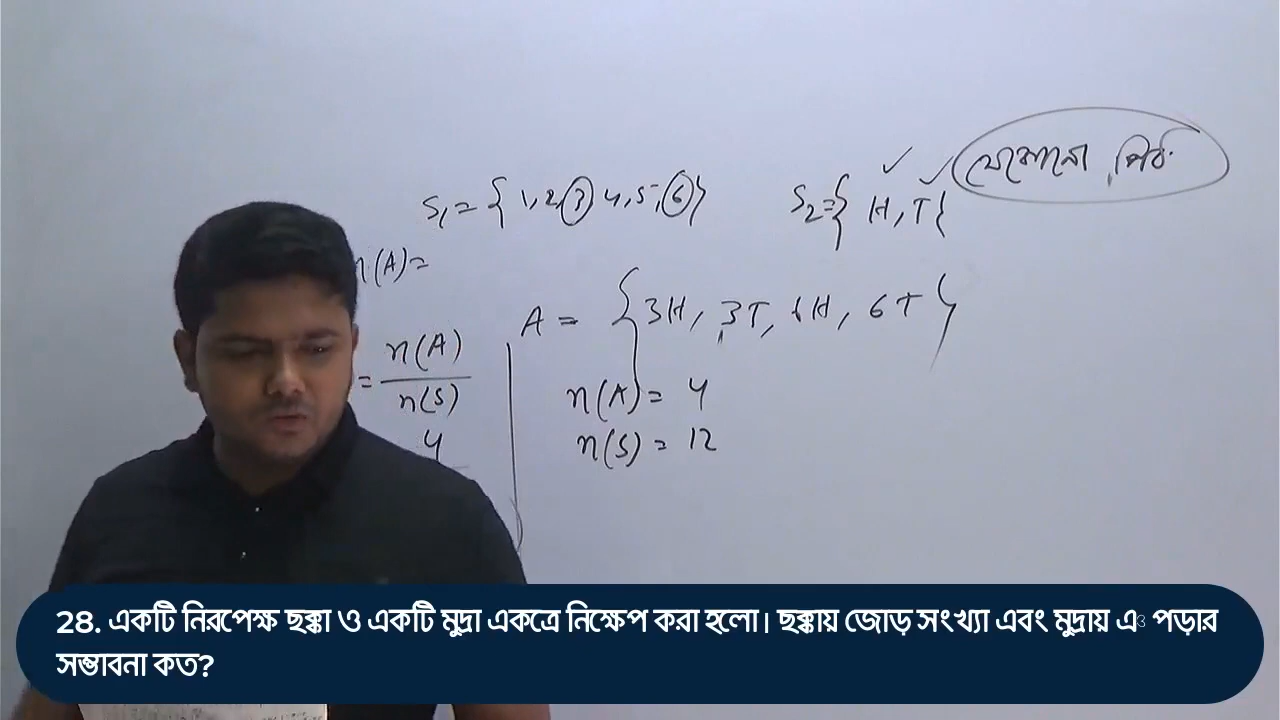 যেকোনো পিঠ
S₁ = { 1, 2, 3, 4, 5, 6 } S₂ = { H, T }
n(A) =
A = { 3H, 3T, 6H, 6T }
= n(A)
n(S)
4
n(A) = 4
n(S) = 12
28. একটি নিরপেক্ষ ছক্কা ও একটি মুদ্রা একত্রে নিক্ষেপ করা হলো। ছক্কায় জোড় সংখ্যা এবং মুদ্রায় পড়ার
সম্ভাবনা কত?